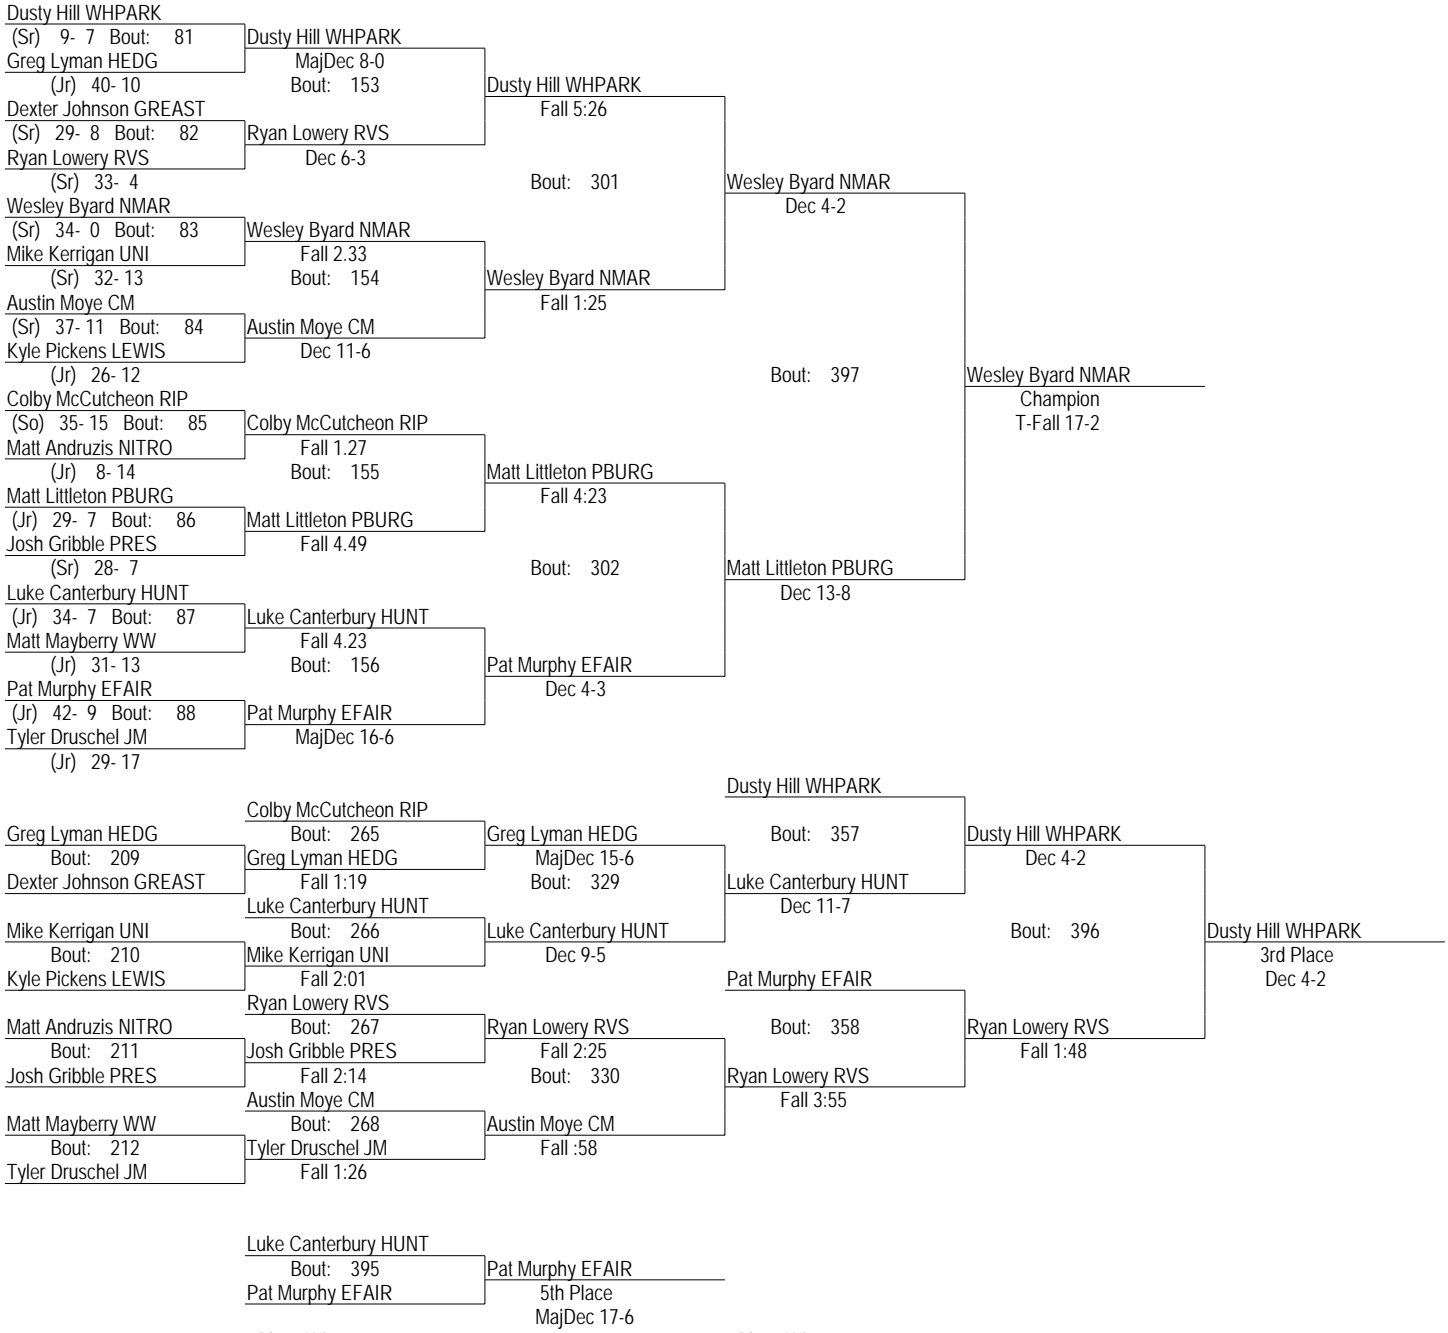 Dusty Hill WHPARK
(Sr) 9- 7 Bout: 81 Dusty Hill WHPARK
Greg Lyman HEDG MajDec 8-0
(Jr) 40- 10 Bout: 153 Dusty Hill WHPARK
Dexter Johnson GREAST Fall 5:26
(Sr) 29- 8 Bout: 82 Ryan Lowery RVS
Ryan Lowery RVS Dec 6-3
(Sr) 33- 4 Bout: 301 Wesley Byard NMAR
Wesley Byard NMAR Dec 4-2
(Sr) 34- 0 Bout: 83 Wesley Byard NMAR
Mike Kerrigan UNI Fall 2.33
(Sr) 32- 13 Bout: 154 Wesley Byard NMAR
Austin Moye CM Fall 1:25
(Sr) 37- 11 Bout: 84 Austin Moye CM
Kyle Pickens LEWIS Dec 11-6
(Jr) 26- 12 Bout: 397 Wesley Byard NMAR
Colby McCutcheon RIP Champion
(So) 35- 15 Bout: 85 Colby McCutcheon RIP T-Fall 17-2
Matt Andruzis NITRO Fall 1.27
(Jr) 8- 14 Bout: 155 Matt Littleton PBURG
Matt Littleton PBURG Fall 4:23
(Jr) 29- 7 Bout: 86 Matt Littleton PBURG
Josh Gribble PRES Fall 4.49
(Sr) 28- 7 Bout: 302 Matt Littleton PBURG
Luke Canterbury HUNT Dec 13-8
(Jr) 34- 7 Bout: 87 Luke Canterbury HUNT
Matt Mayberry WW Fall 4.23
(Jr) 31- 13 Bout: 156 Pat Murphy EFAIR
Pat Murphy EFAIR Dec 4-3
(Jr) 42- 9 Bout: 88 Pat Murphy EFAIR
Tyler Druschel JM MajDec 16-6
(Jr) 29- 17
Dusty Hill WHPARK
Colby McCutcheon RIP
Greg Lyman HEDG Bout: 265 Greg Lyman HEDG Bout: 357 Dusty Hill WHPARK
Bout: 209 Greg Lyman HEDG MajDec 15-6 Dec 4-2
Dexter Johnson GREAST Fall 1:19 Bout: 329 Luke Canterbury HUNT
Luke Canterbury HUNT Dec 11-7
Mike Kerrigan UNI Bout: 266 Luke Canterbury HUNT Bout: 396 Dusty Hill WHPARK
Bout: 210 Mike Kerrigan UNI Dec 9-5 3rd Place
Kyle Pickens LEWIS Fall 2:01 Pat Murphy EFAIR Dec 4-2
Ryan Lowery RVS
Matt Andruzis NITRO Bout: 267 Ryan Lowery RVS Bout: 358 Ryan Lowery RVS
Bout: 211 Josh Gribble PRES Fall 2:25 Fall 1:48
Josh Gribble PRES Fall 2:14 Bout: 330 Ryan Lowery RVS
Austin Moye CM Fall 3:55
Matt Mayberry WW Bout: 268 Austin Moye CM
Bout: 212 Tyler Druschel JM Fall :58
Tyler Druschel JM Fall 1:26
Luke Canterbury HUNT
Bout: 395 Pat Murphy EFAIR
Pat Murphy EFAIR 5th Place
MajDec 17-6